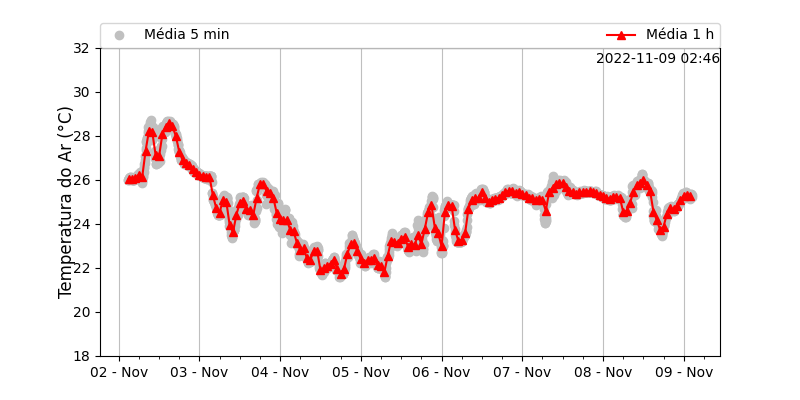 Média 5 min
Média 1 h
2022-11-09 02:46
Temperatura do Ar (°C)
32
30
28
26
24
22
20
18
02 - Nov
03 - Nov
04 - Nov
05 - Nov
06 - Nov
07 - Nov
08 - Nov
09 - Nov